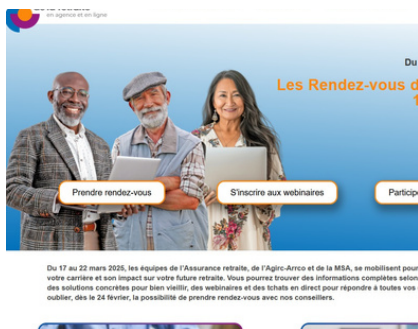 en agence et en ligne
Du
Les Rendez-vous d
1
Prendre rendez-vous
S'inscrire aux webinaires
Particip
Du 17 au 22 mars 2025, les équipes de l'Assurance retraite, de l'Agirc-Arrco et de la MSA, se mobilisent pour
votre carrière et son impact sur votre future retraite. Vous pourrez trouver des informations complètes selon
des solutions concrètes pour bien vieillir, des webinaires et des tchats en direct pour répondre à toutes vos
oublier, dès le 24 février, la possibilité de prendre rendez-vous avec nos conseillers.